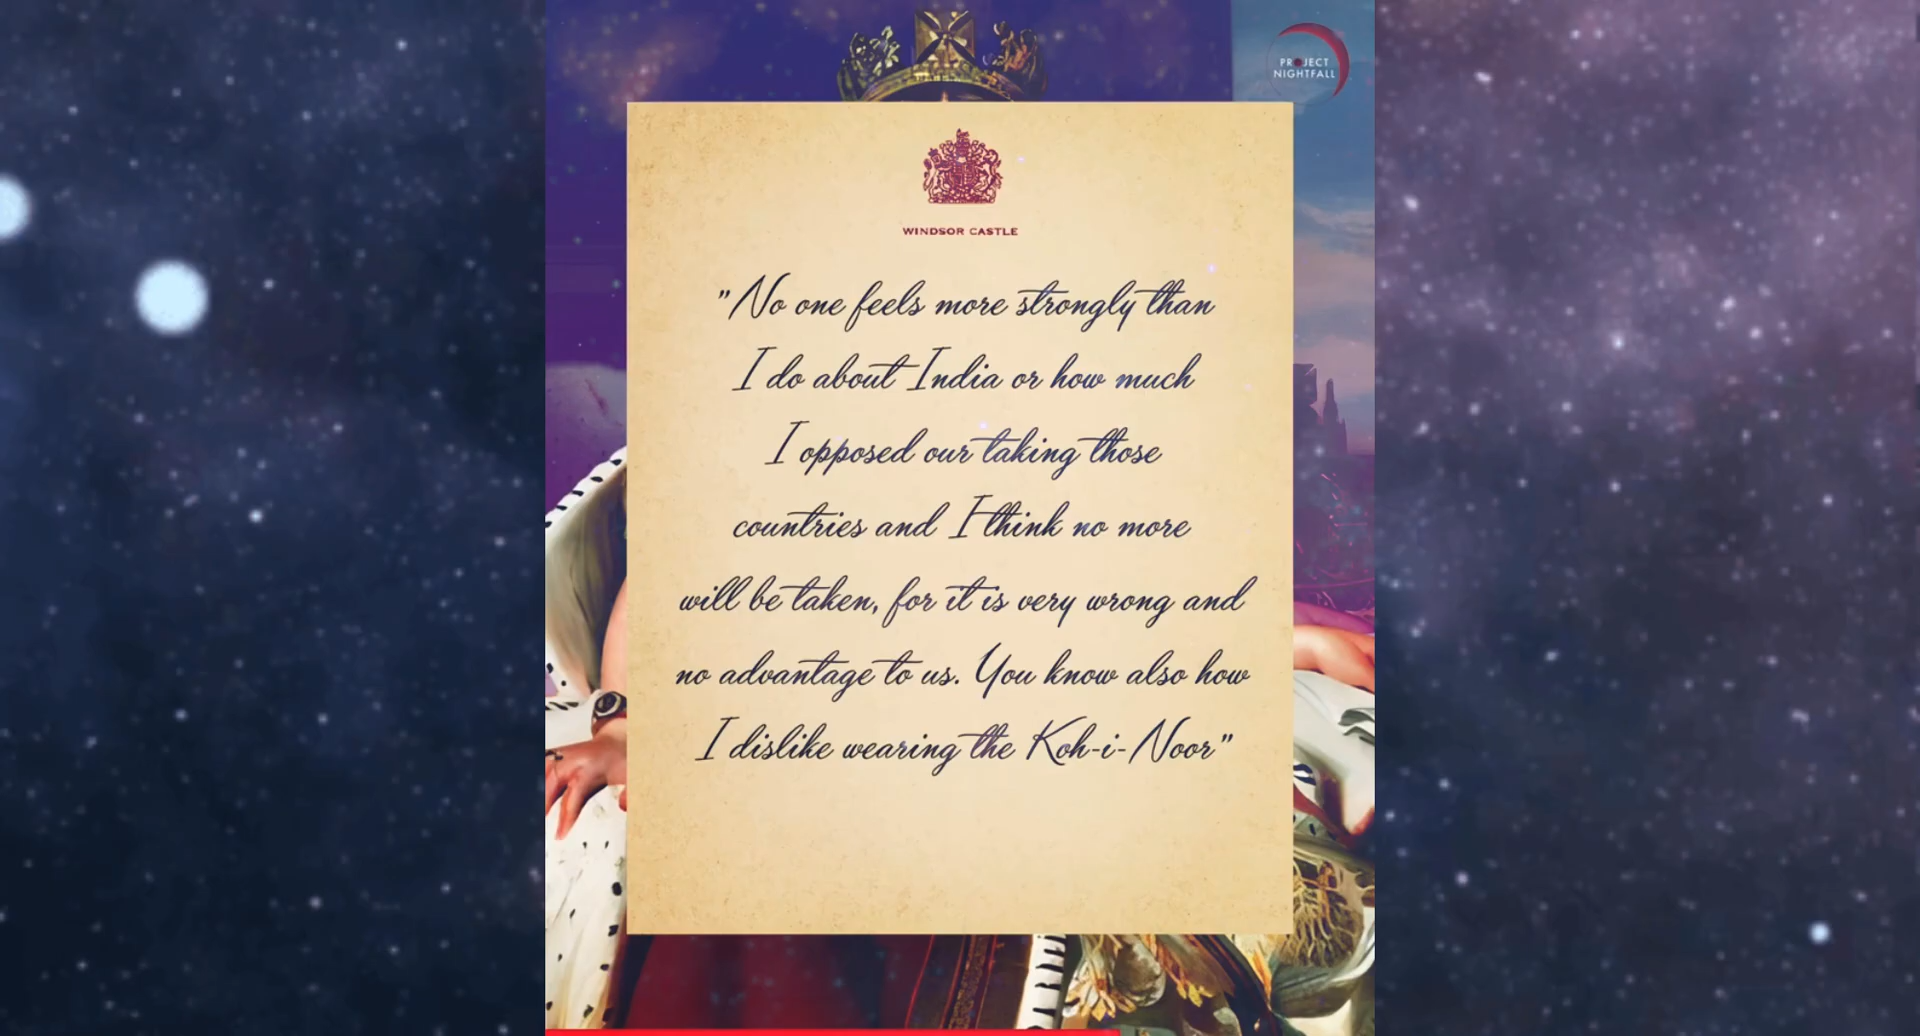 PROJECT
NIGHTFALL
WINDSOR CASTLE
"No one feels more strongly than
I do about India or how much
I opposed our taking those
countries and I think no more
will be taken, for it is very wrong and
no advantage to us. You know also how
I dislike wearing the Koh-i-Noor"